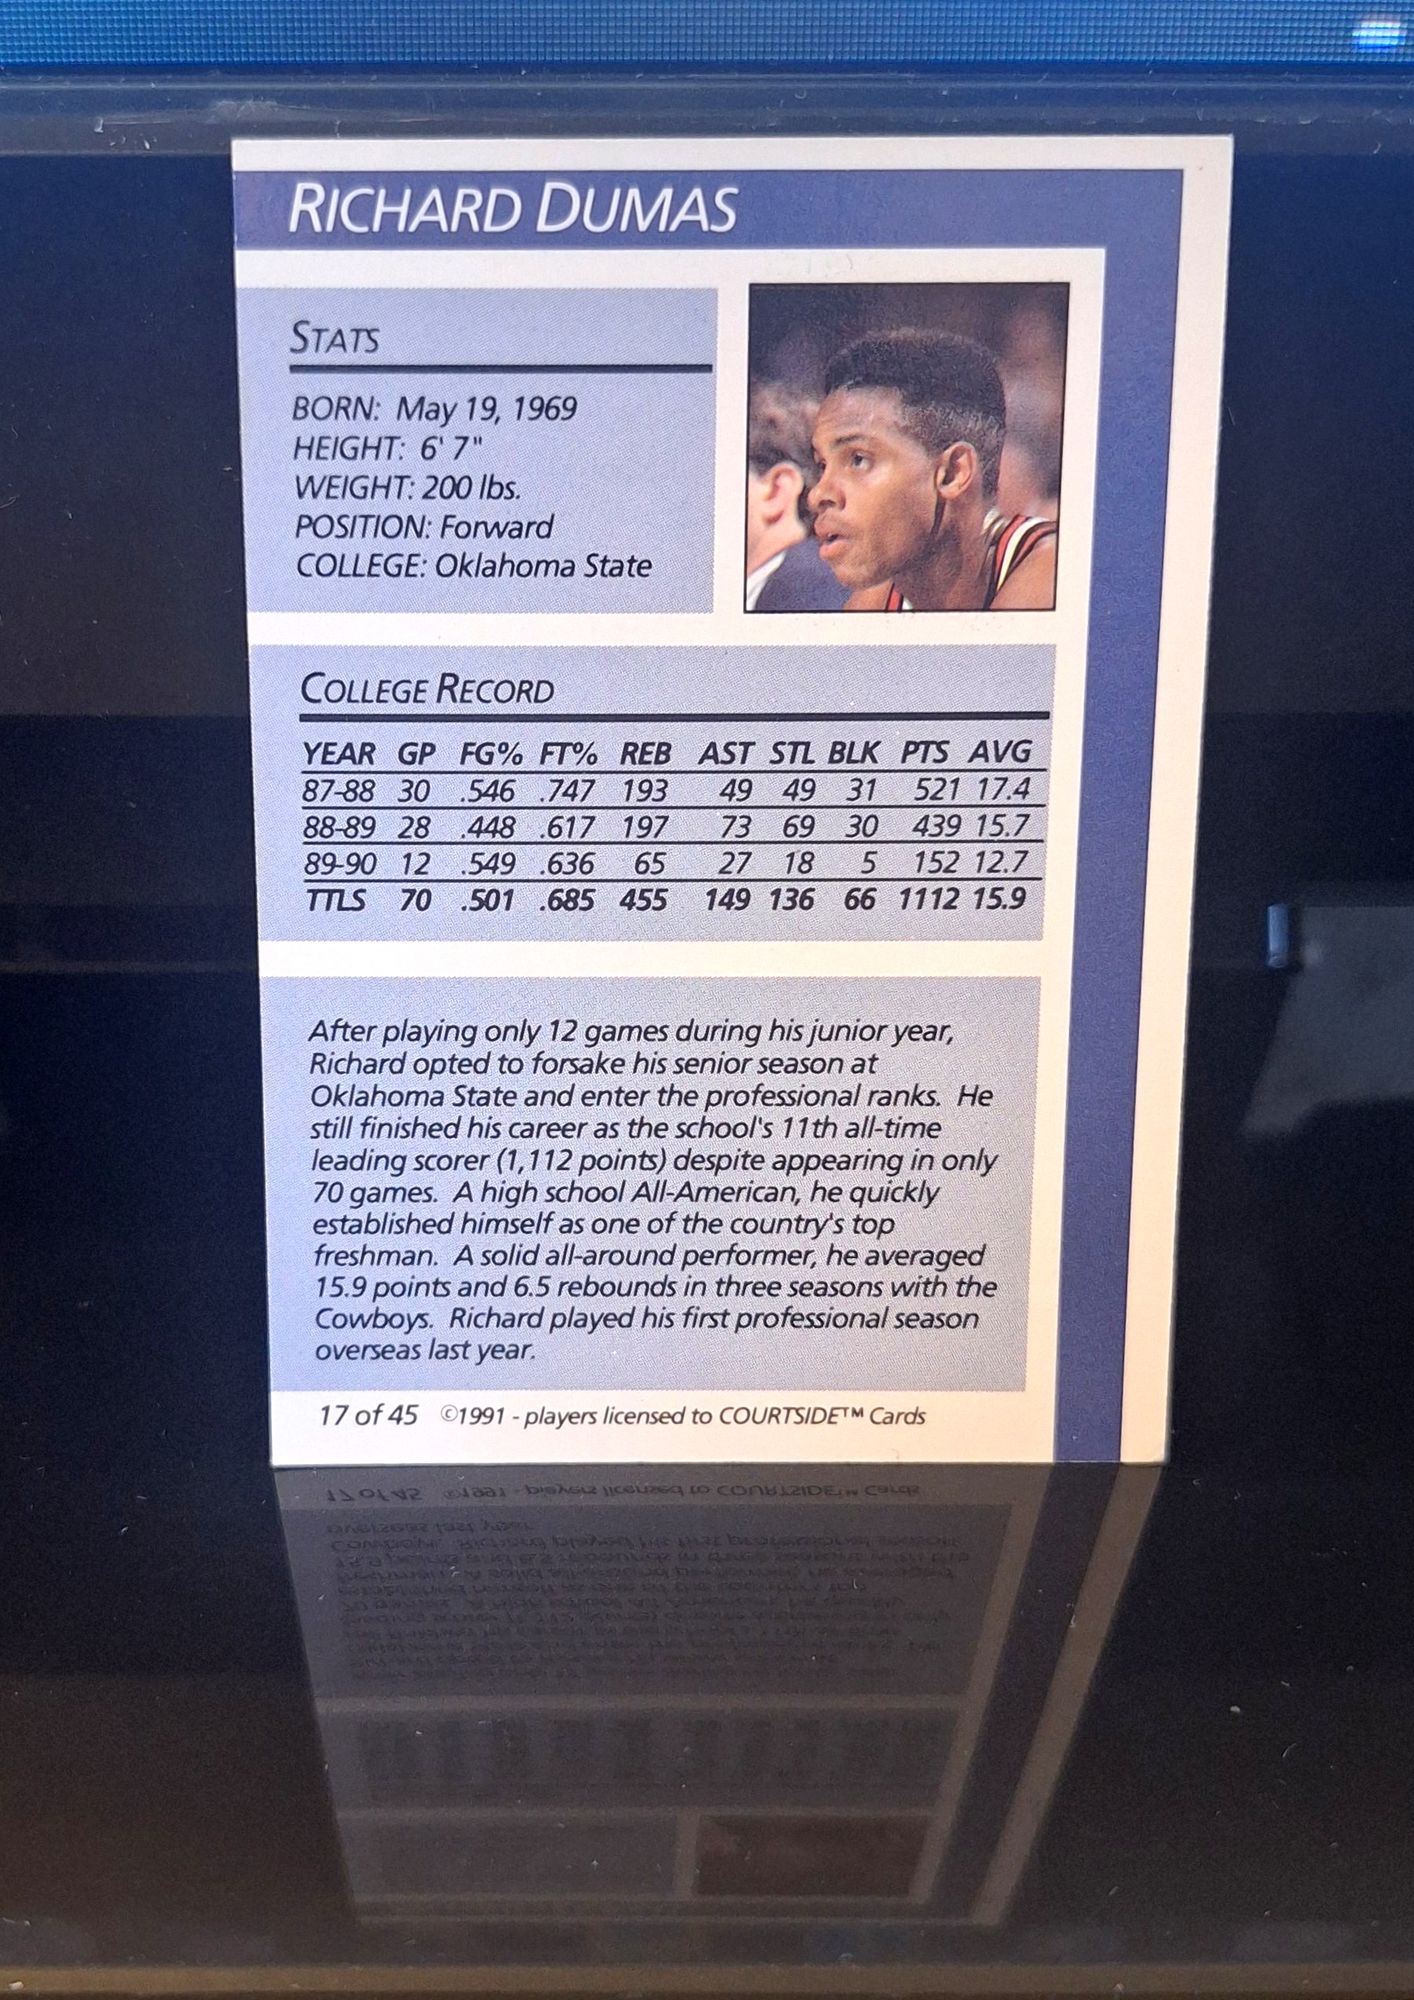 RICHARD DUMAS
STATS
BORN: May 19, 1969
HEIGHT: 6' 7"
WEIGHT: 200 lbs.
POSITION: Forward
COLLEGE: Oklahoma State
COLLEGE RECORD
YEAR GP FG% FT% REB AST STL BLK PTS AVG
87-88 30 .546 .747 193 49 49 31 521 17.4
88-89 28 .448 .617 197 73 69 30 439 15.7
89-90 12 .549 .636 65 27 18 5 152 12.7
TTLS 70 .501 .685 455 149 136 66 1112 15.9
After playing only 12 games during his junior year,
Richard opted to forsake his senior season at
Oklahoma State and enter the professional ranks. He
still finished his career as the school's 11th all-time
leading scorer (1,112 points) despite appearing in only
70 games. A high school All-American, he quickly
established himself as one of the country's top
freshman. A solid all-around performer, he averaged
15.9 points and 6.5 rebounds in three seasons with the
Cowboys. Richard played his first professional season
overseas last year.
17 of 45 ©1991 - players licensed to COURTSIDE™ Cards